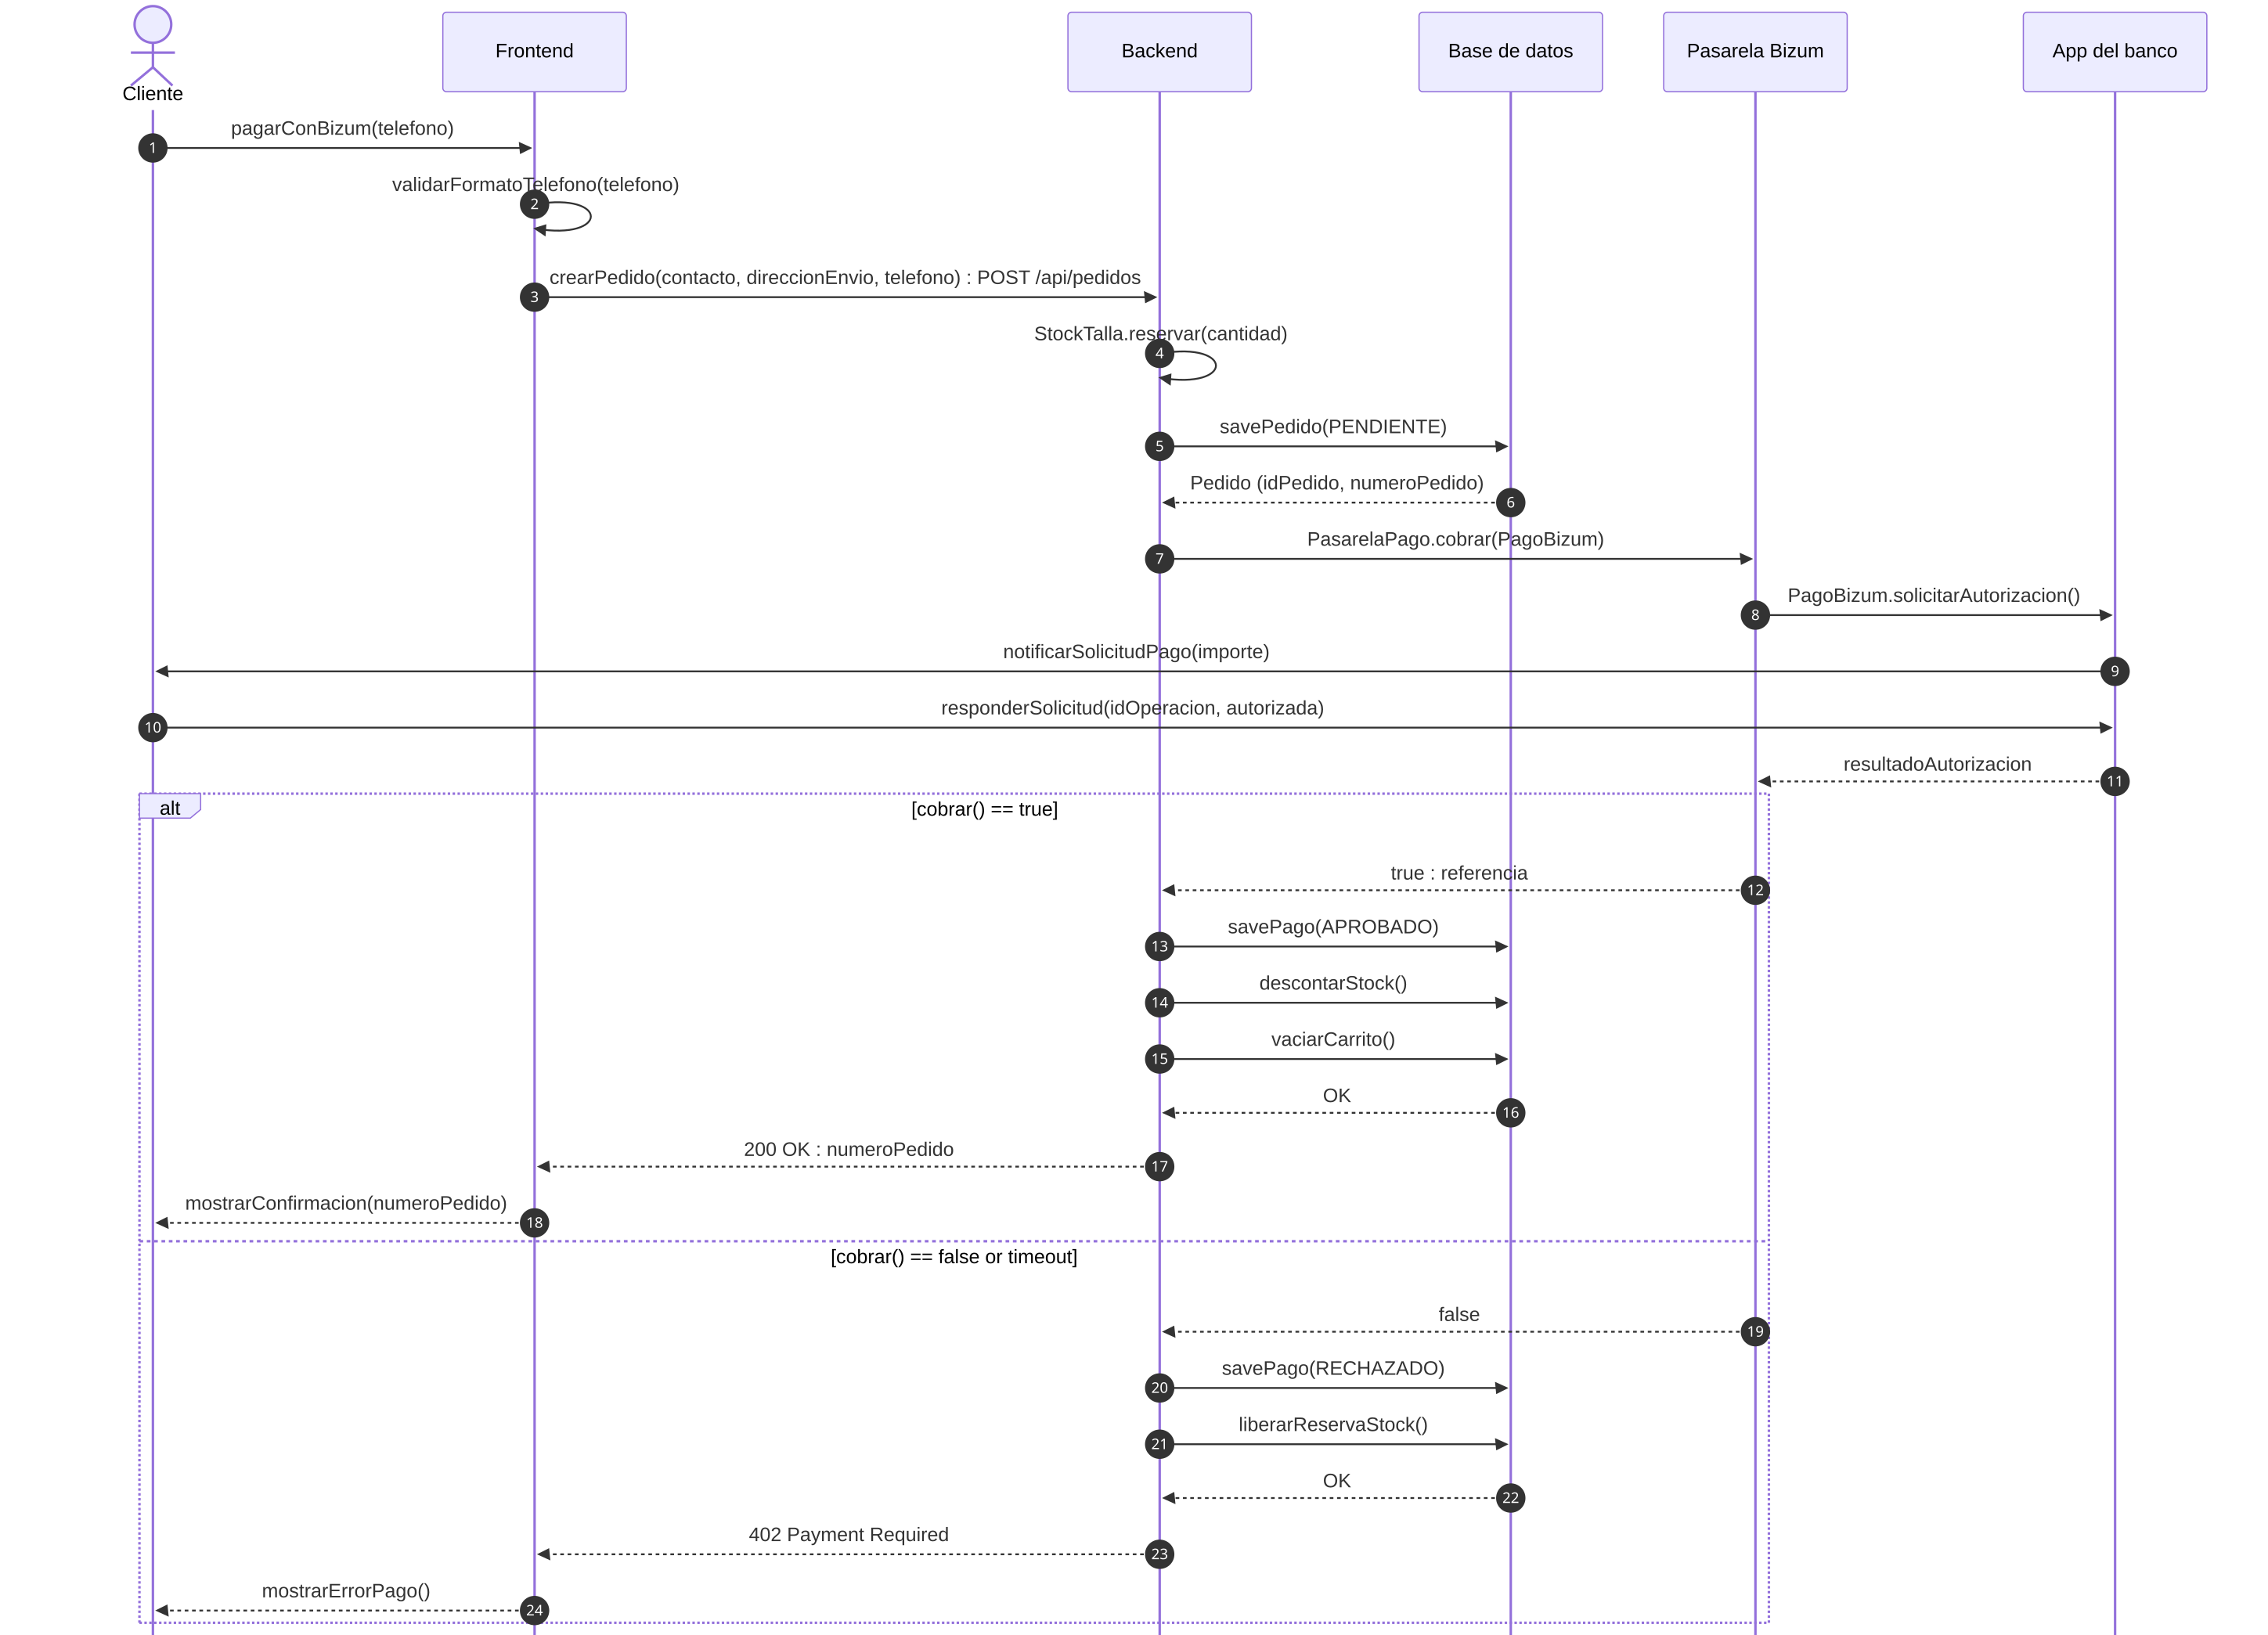 Cliente
Frontend
Backend
Base de datos
Pasarela Bizum
App del banco
1 pagarConBizum(telefono)
2 validarFormatoTelefono(telefono)
3 crearPedido(contacto, direccionEnvio, telefono) : POST /api/pedidos
4 StockTalla.reservar(cantidad)
5 savePedido(PENDIENTE)
6 Pedido (idPedido, numeroPedido)
7 PasarelaPago.cobrar(PagoBizum)
8 PagoBizum.solicitarAutorizacion()
9 notificarSolicitudPago(importe)
10 responderSolicitud(idOperacion, autorizada)
11 resultadoAutorizacion
alt [cobrar() == true]
12 true : referencia
13 savePago(APROBADO)
14 descontarStock()
15 vaciarCarrito()
16 OK
17 200 OK : numeroPedido
18 mostrarConfirmacion(numeroPedido)
[cobrar() == false or timeout]
19 false
20 savePago(RECHAZADO)
21 liberarReservaStock()
22 OK
23 402 Payment Required
24 mostrarErrorPago()